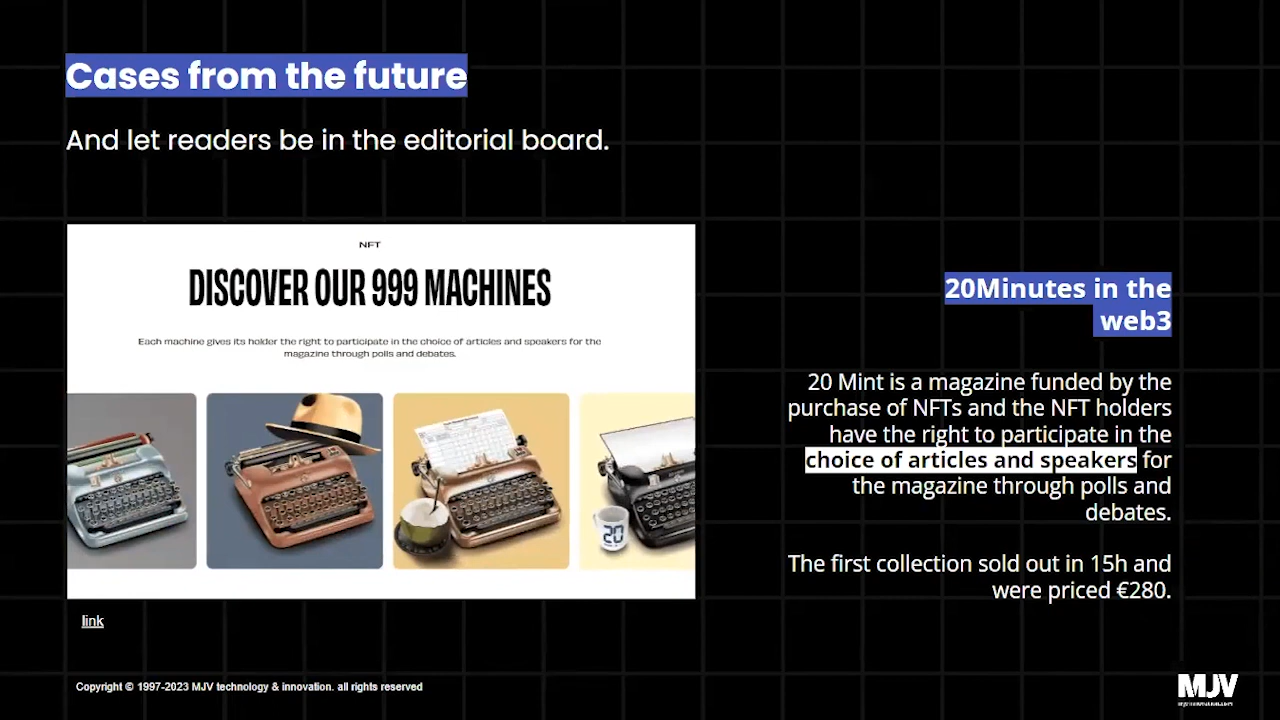 Cases from the future
And let readers be in the editorial board.
NFT
DISCOVER OUR 999 MACHINES
Each machine gives its holder the right to participate in the choice of articles and speakers for the
magazine through polls and debates.
20
link
20Minutes in the
web3
20 Mint is a magazine funded by the
purchase of NFTs and the NFT holders
have the right to participate in the
choice of articles and speakers for
the magazine through polls and
debates.
The first collection sold out in 15h and
were priced €280.
Copyright © 1997-2023 MJV technology & innovation. all rights reserved
MJV